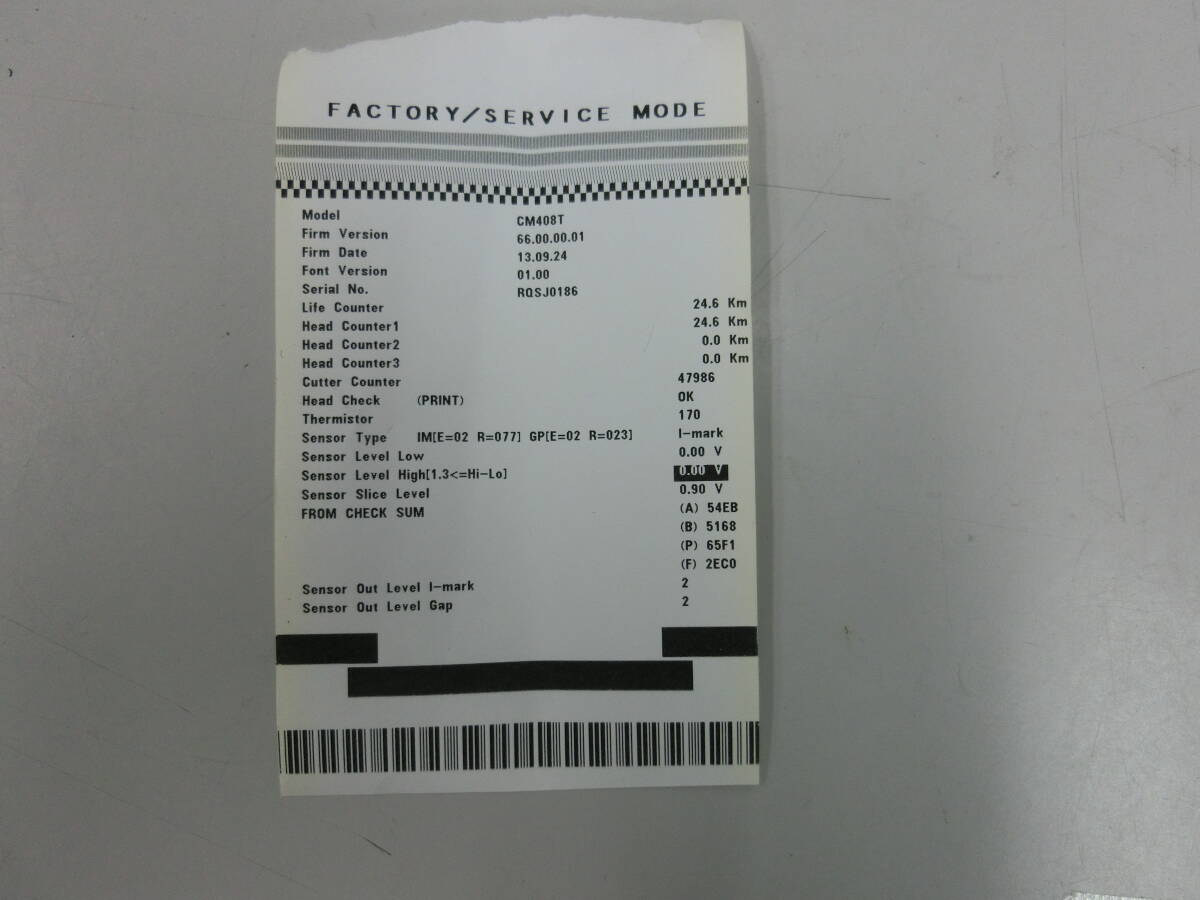 FACTORY/SERVICE MODE
Model CM408T
Firm Version 66.00.00.01
Firm Date 13.09.24
Font Version 01.00
Serial No. RQSJ0186
Life Counter 24.6 Km
Head Counter1 24.6 Km
Head Counter2 0.0 Km
Head Counter3 0.0 Km
Cutter Counter 47986
Head Check (PRINT) OK
Thermistor 170
Sensor Type IM[E=02 R=077] GP[E=02 R=023] I-mark
Sensor Level Low 0.00 V
Sensor Level High[1.3<=Hi-Lo] 0.00 V
Sensor Slice Level 0.90 V
FROM CHECK SUM (A) 54EB
(B) 5168
(P) 65F1
(F) 2EC0
Sensor Out Level I-mark 2
Sensor Out Level Gap 2